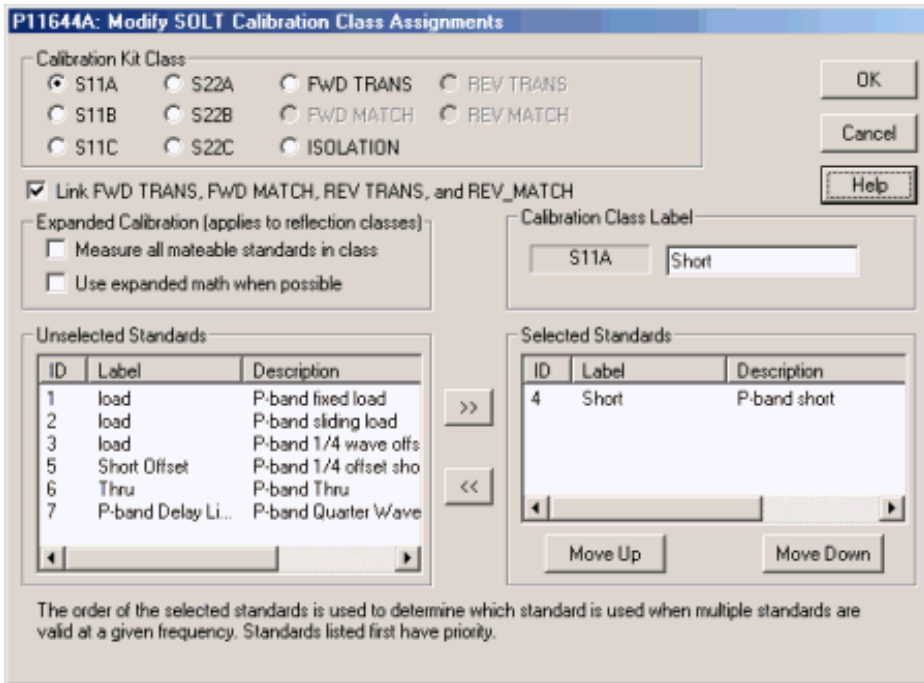 P11644A: Modify SOLT Calibration Class Assignments
Calibration Kit Class
S11A S22A FWD TRANS REV TRANS
S11B S22B FWD MATCH REV MATCH
S11C S22C ISOLATION
OK
Cancel
Help
Link FWD TRANS, FWD MATCH, REV TRANS, and REV_MATCH
Expanded Calibration (applies to reflection classes)
Measure all mateable standards in class
Use expanded math when possible
Calibration Class Label
S11A Short
Unselected Standards
ID Label Description
1 load P-band fixed load
2 load P-band sliding load
3 load P-band 1/4 wave offs
5 Short Offset P-band 1/4 offset sho
6 Thru P-band Thru
7 P-band Delay Li... P-band Quarter Wave
>>
<<
Selected Standards
ID Label Description
4 Short P-band short
Move Up Move Down
The order of the selected standards is used to determine which standard is used when multiple standards are
valid at a given frequency. Standards listed first have priority.